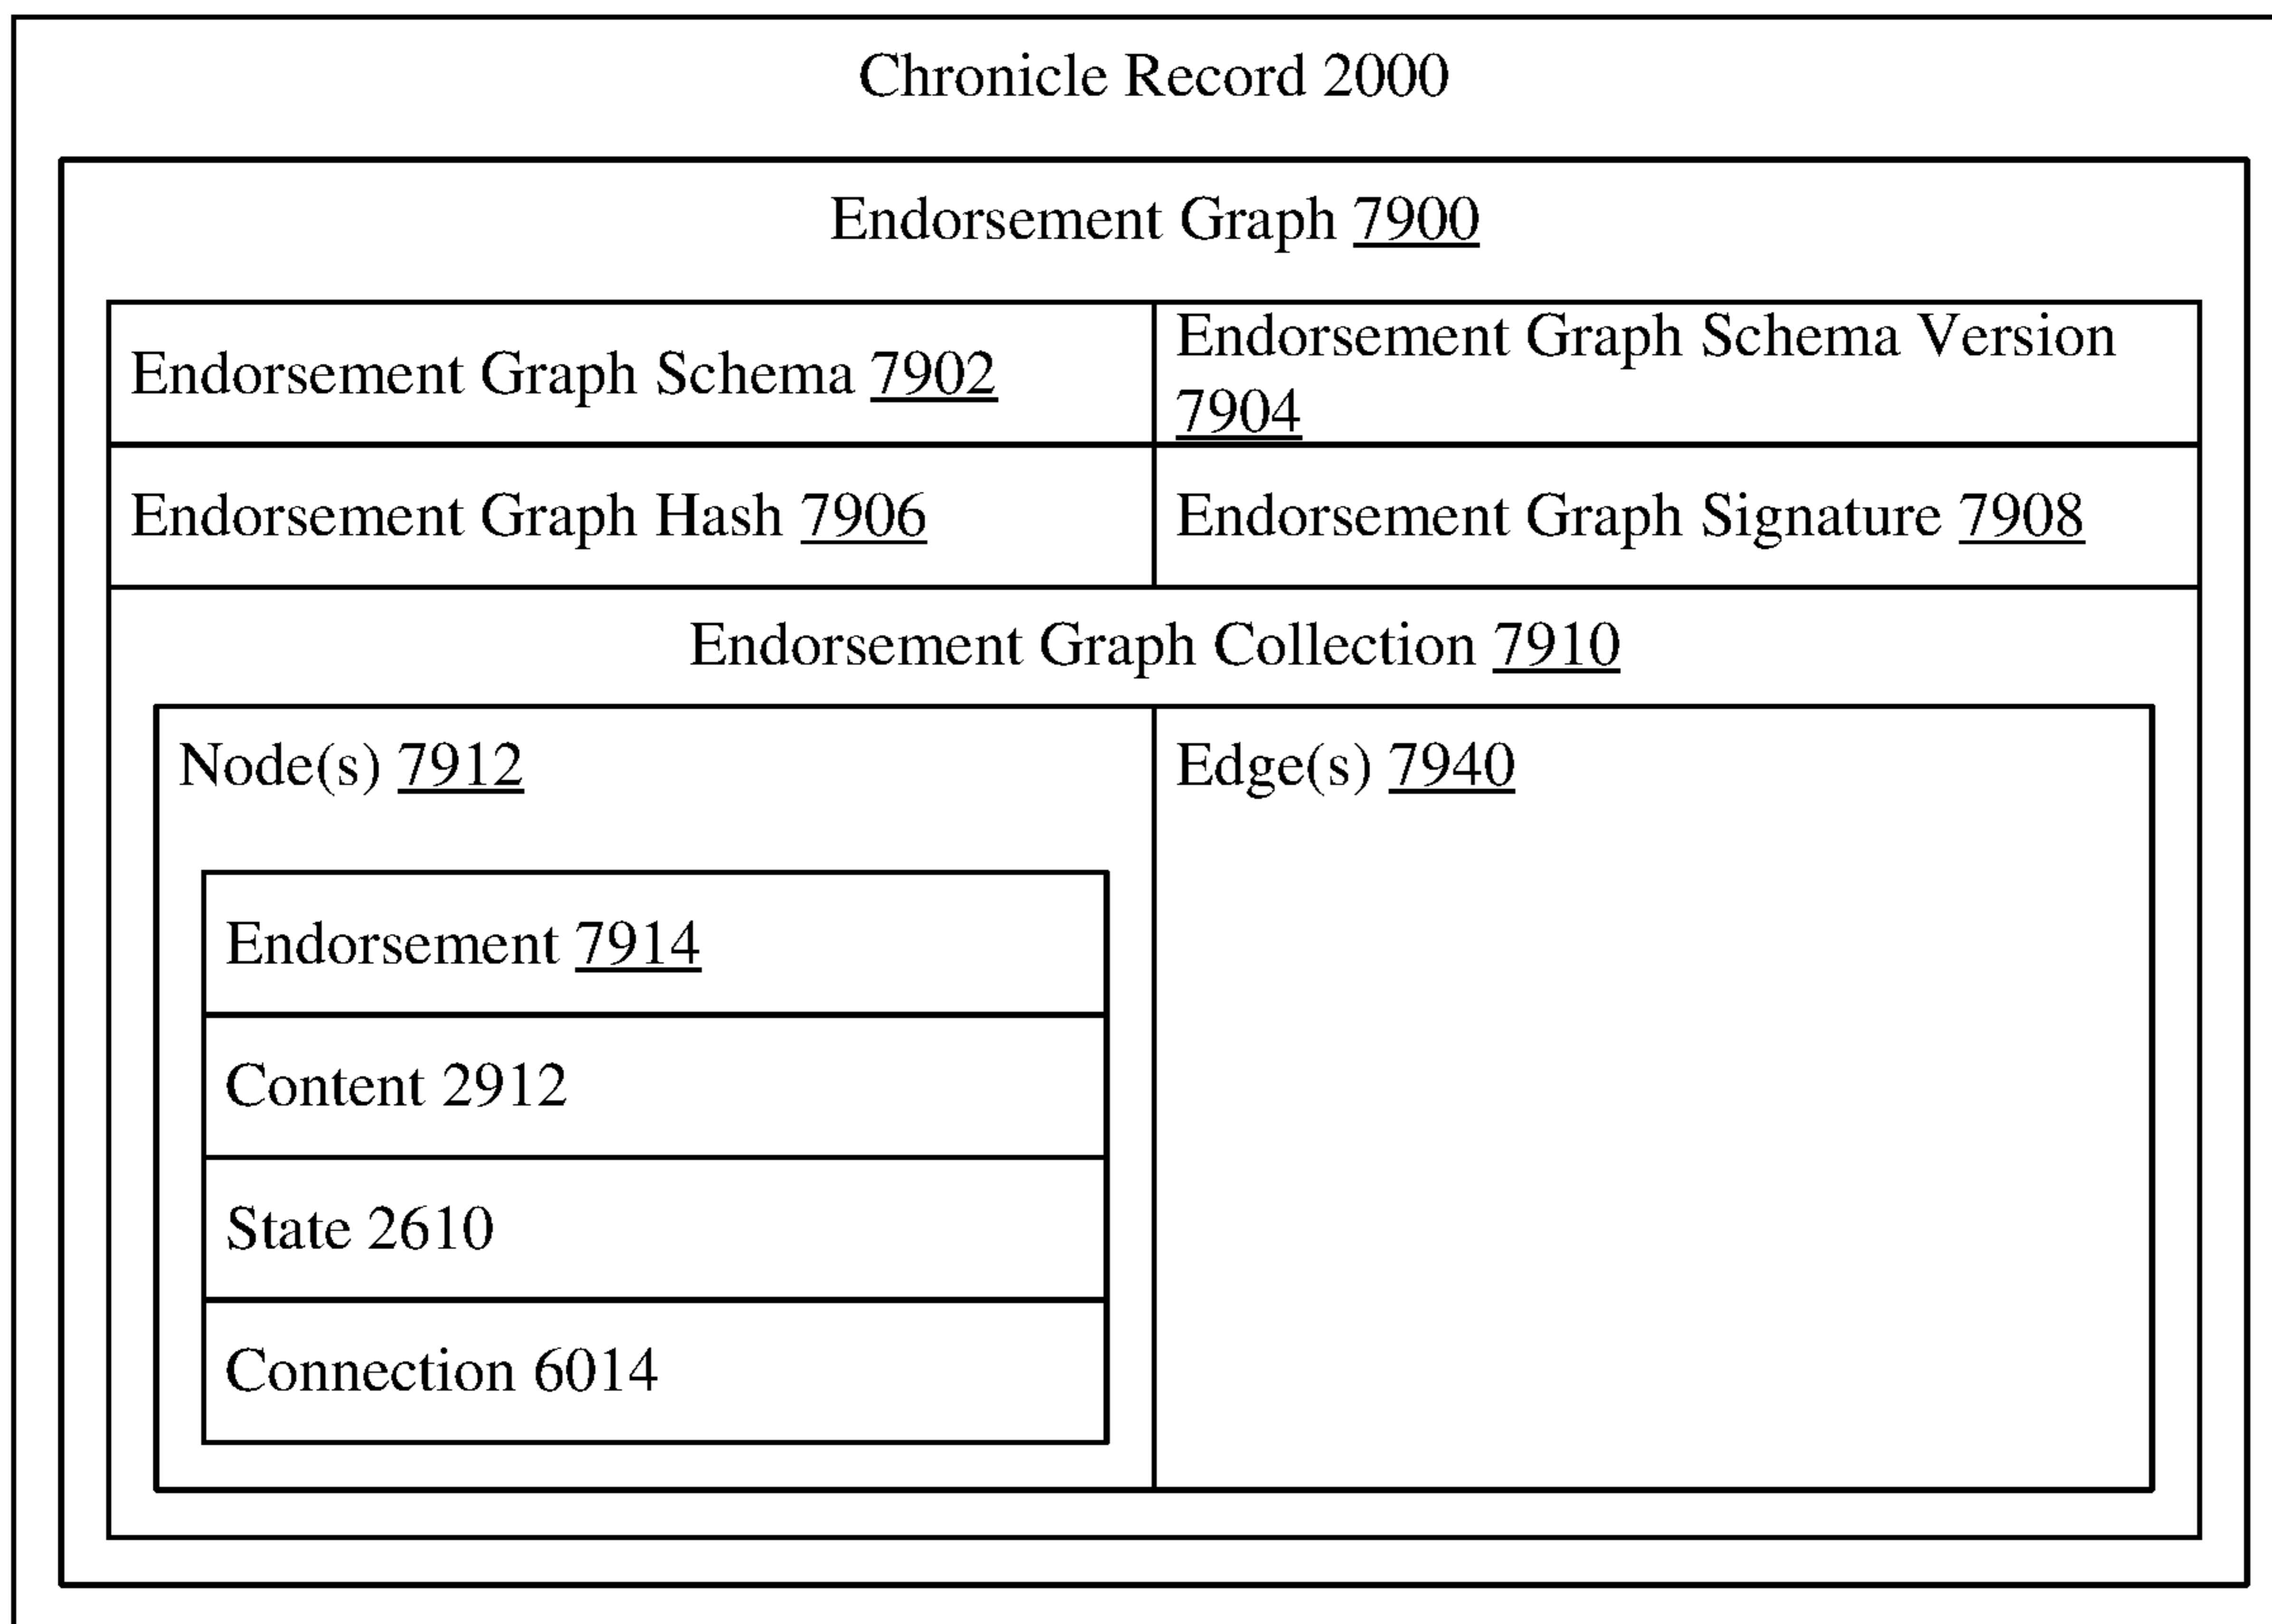 Chronicle Record 2000
Endorsement Graph 7900
Endorsement Graph Schema 7902
Endorsement Graph Schema Version
7904
Endorsement Graph Hash 7906
Endorsement Graph Signature 7908
Endorsement Graph Collection 7910
Node(s) 7912
Edge(s) 7940
Endorsement 7914
Content 2912
State 2610
Connection 6014